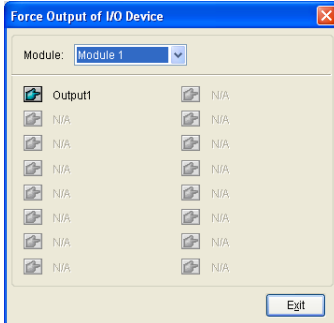 Force Output of I/O Device
Module: Module 1
Output1 N/A
N/A N/A
N/A N/A
N/A N/A
N/A N/A
N/A N/A
N/A N/A
N/A N/A
Exit